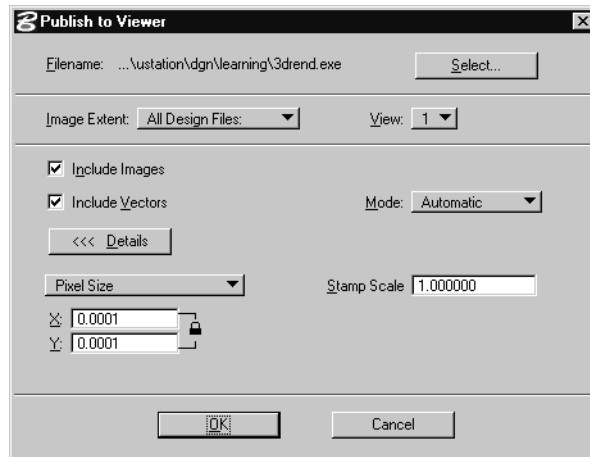 Publish to Viewer
Filename: ...\ustation\dgn\learning\3drend.exe Select...
Image Extent: All Design Files: View: 1
Include Images
Include Vectors Mode: Automatic
<<< Details
Pixel Size Stamp Scale 1.000000
X: 0.0001
Y: 0.0001
OK Cancel